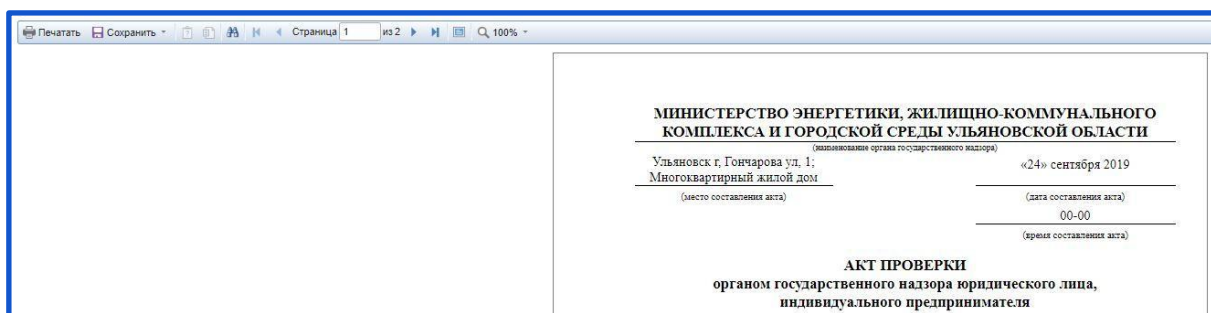 Печатать Сохранить Страница 1 из 2 100%
МИНИСТЕРСТВО ЭНЕРГЕТИКИ, ЖИЛИЩНО-КОММУНАЛЬНОГО
КОМПЛЕКСА И ГОРОДСКОЙ СРЕДЫ УЛЬЯНОВСКОЙ ОБЛАСТИ
(наименование органа государственного надзора)
Ульяновск г, Гончарова ул, 1;
Многоквартирный жилой дом
«24» сентября 2019
(место составления акта)
(дата составления акта)
00-00
(время составления акта)
АКТ ПРОВЕРКИ
органом государственного надзора юридического лица,
индивидуального предпринимателя